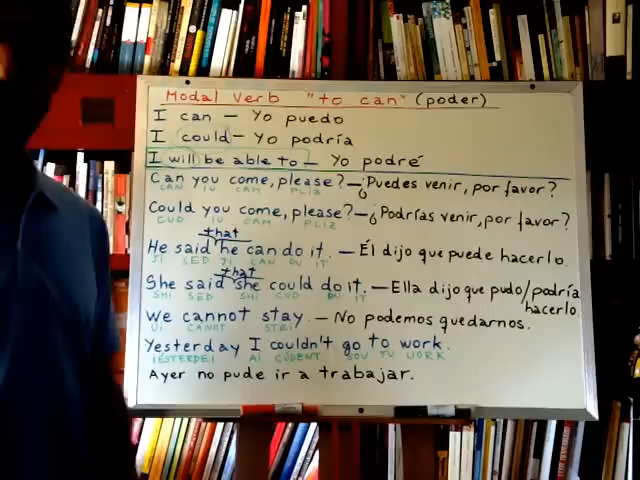 Modal Verb "to can" (poder)
I can – Yo puedo
I could – Yo podría
I will be able to – Yo podré
Can you come, please? – ¿Puedes venir, por favor?
CAN IU CAM PLIZ
Could you come, please? – ¿Podrías venir, por favor?
CUD IU COM PLIZ
that
He said he can do it. – Él dijo que puede hacerlo.
JI SED JI CAN DU IT
that
She said she could do it. – Ella dijo que pudo/podría hacerlo
SHI SED SHI CUD DU IT
We cannot stay. – No podemos quedarnos.
UI CANOT STEI
Yesterday I couldn't go to work.
IESTERDEI AI CUDENT GOU TU UORK
Ayer no pude ir a trabajar.